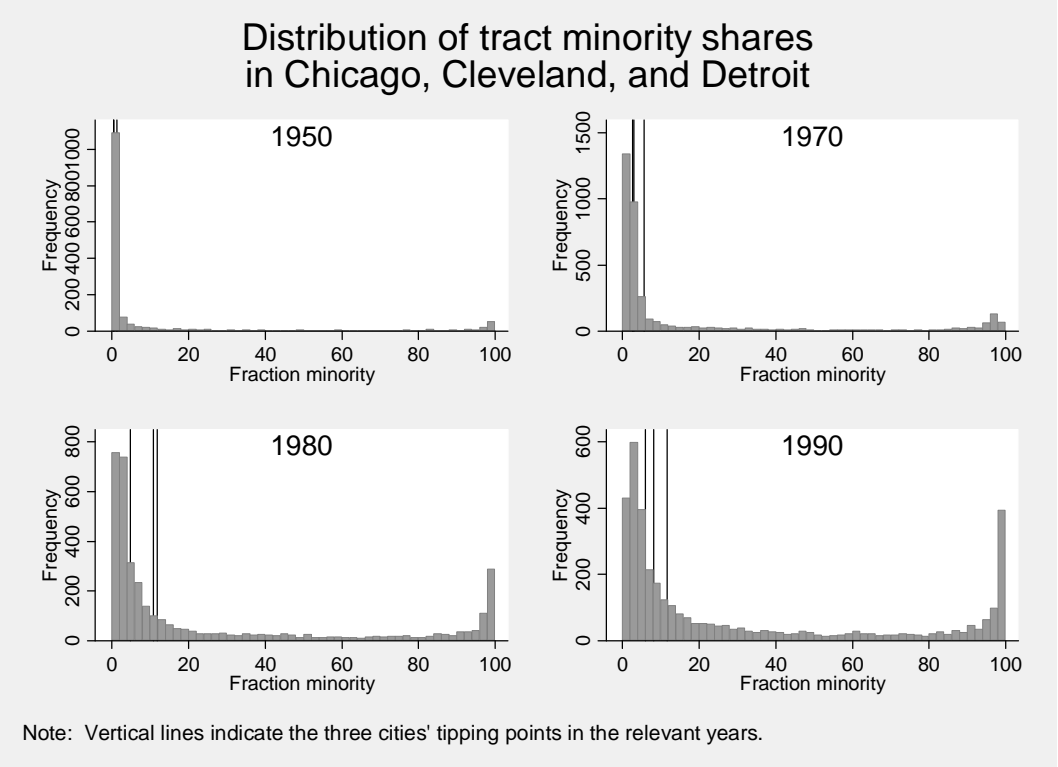 Distribution of tract minority shares
in Chicago, Cleveland, and Detroit
1950
Frequency
0 200 400 600 800 1000
0 20 40 60 80 100
Fraction minority
1970
Frequency
0 500 1000 1500
0 20 40 60 80 100
Fraction minority
1980
Frequency
0 200 400 600 800
0 20 40 60 80 100
Fraction minority
1990
Frequency
0 200 400 600
0 20 40 60 80 100
Fraction minority
Note:  Vertical lines indicate the three cities' tipping points in the relevant years.